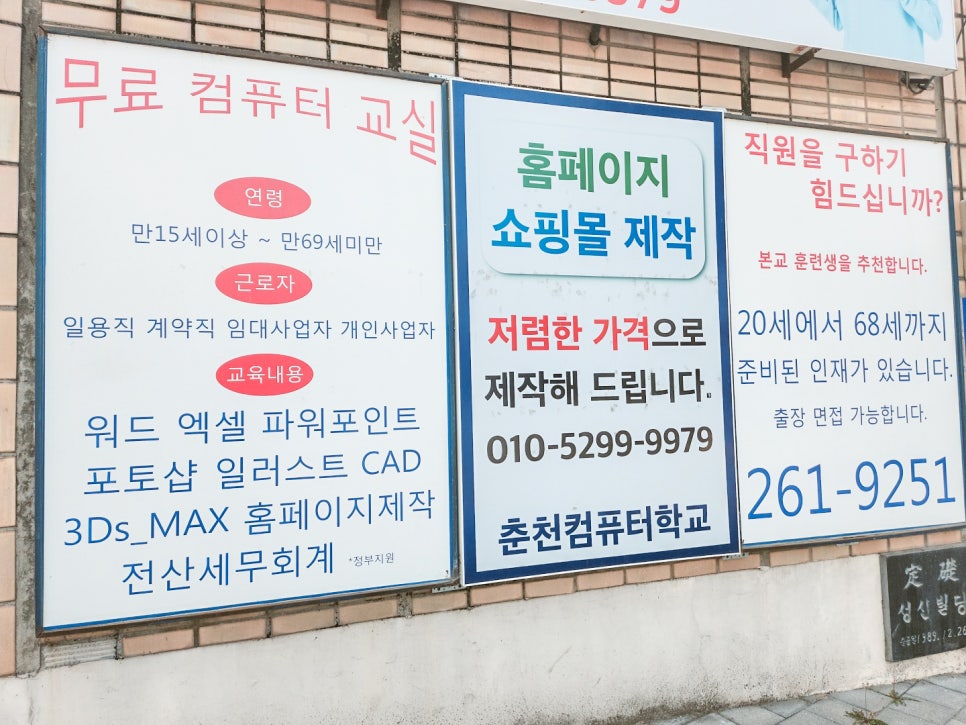 무료 컴퓨터 교실
연령
만15세이상 ~ 만69세미만
근로자
일용직 계약직 임대사업자 개인사업자
교육내용
워드 엑셀 파워포인트
포토샵 일러스트 CAD
3Ds_MAX 홈페이지제작
전산세무회계 *정부지원
홈페이지
쇼핑몰 제작
저렴한 가격으로
제작해 드립니다.
010-5299-9979
춘천컴퓨터학교
직원을 구하기
힘드십니까?
본교 훈련생을 추천합니다.
20세에서 68세까지
준비된 인재가 있습니다.
출장 면접 가능합니다.
261-9251
定礎
성신빌딩